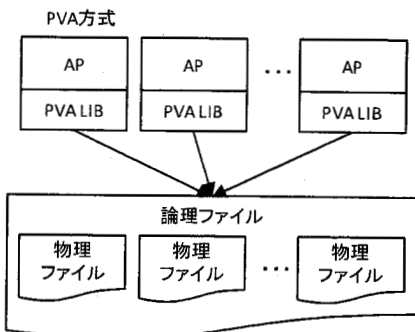 PVA方式
AP AP ... AP
PVA LIB PVA LIB PVA LIB
論理ファイル
物理 物理 ... 物理
ファイル ファイル ファイル